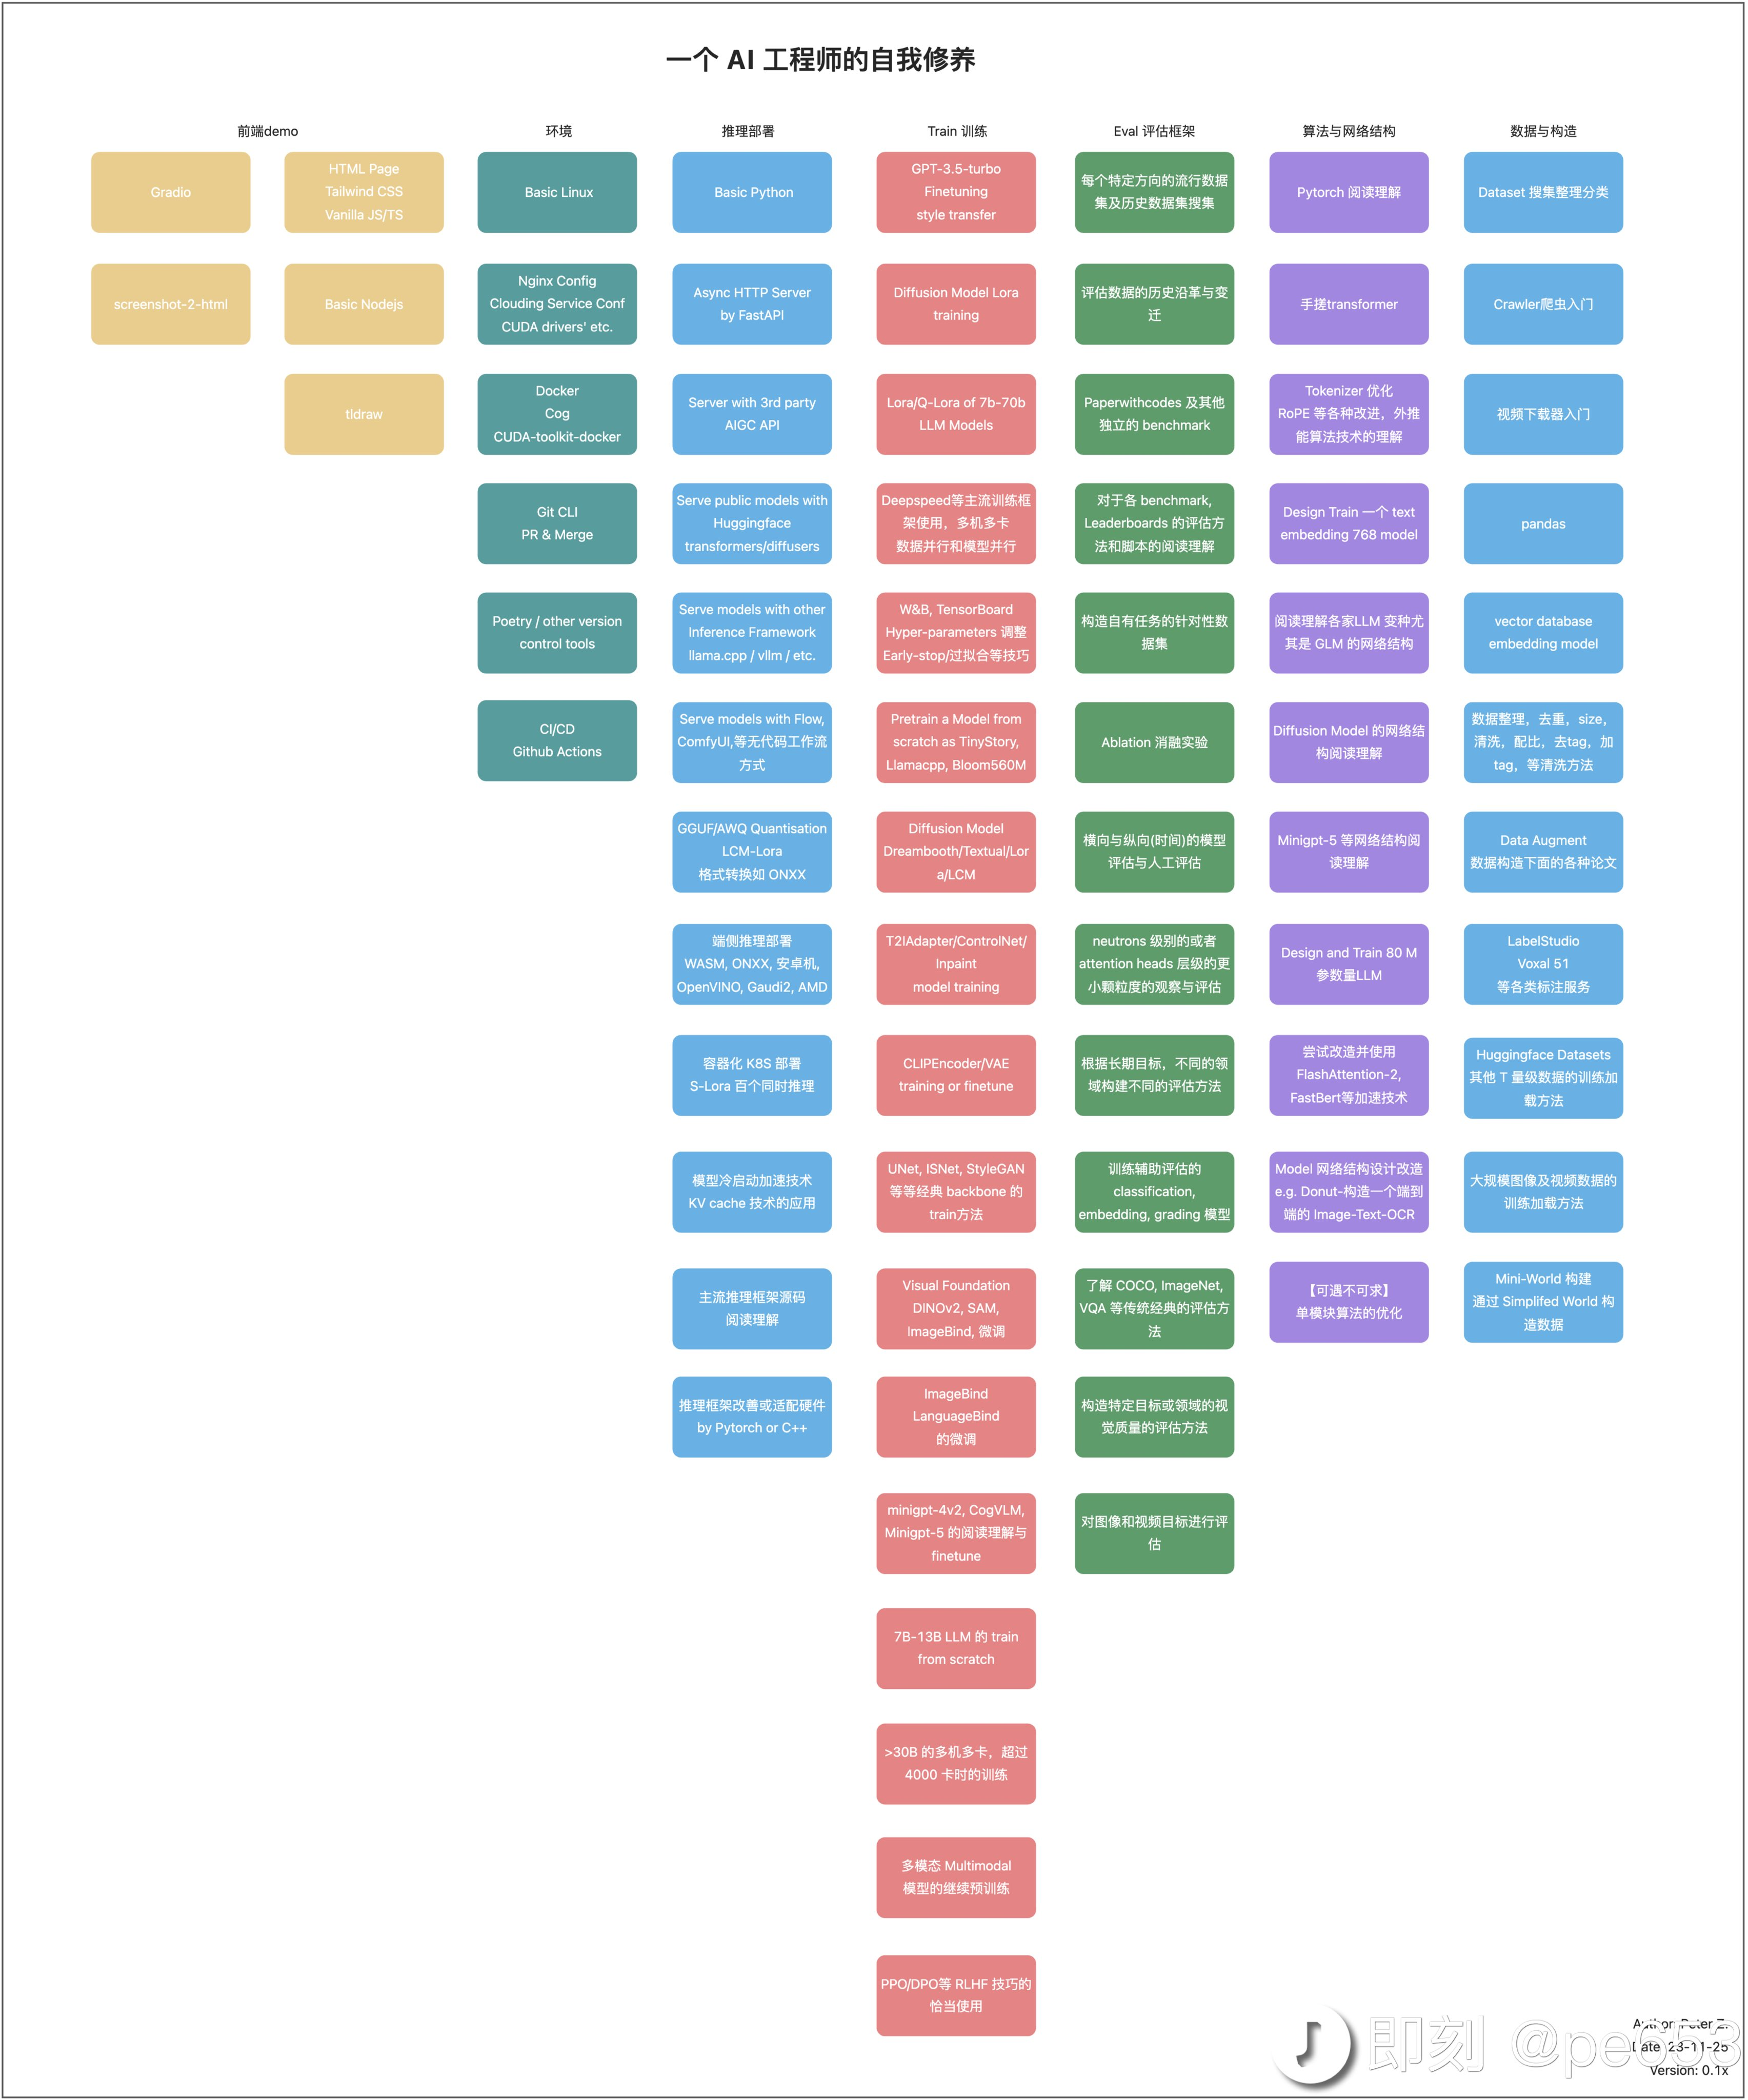 一个 AI 工程师的自我修养
前端demo
Gradio
screenshot-2-html
HTML Page
Tailwind CSS
Vanilla JS/TS
Basic Nodejs
tldraw
环境
Basic Linux
Nginx Config
Clouding Service Conf
CUDA drivers' etc.
Docker
Cog
CUDA-toolkit-docker
Git CLI
PR & Merge
Poetry / other version
control tools
CI/CD
Github Actions
推理部署
Basic Python
Async HTTP Server
by FastAPI
Server with 3rd party
AIGC API
Serve public models with
Huggingface
transformers/diffusers
Serve models with other
Inference Framework
llama.cpp / vllm / etc.
Serve models with Flow,
ComfyUI,等无代码工作流
方式
GGUF/AWQ Quantisation
LCM-Lora
格式转换如 ONXX
端侧推理部署
WASM, ONXX, 安卓机,
OpenVINO, Gaudi2, AMD
容器化 K8S 部署
S-Lora 百个同时推理
模型冷启动加速技术
KV cache 技术的应用
主流推理框架源码
阅读理解
推理框架改善或适配硬件
by Pytorch or C++
Train 训练
GPT-3.5-turbo
Finetuning
style transfer
Diffusion Model Lora
training
Lora/Q-Lora of 7b-70b
LLM Models
Deepspeed等主流训练框
架使用，多机多卡
数据并行和模型并行
W&B, TensorBoard
Hyper-parameters 调整
Early-stop/过拟合等技巧
Pretrain a Model from
scratch as TinyStory,
Llamacpp, Bloom560M
Diffusion Model
Dreambooth/Textual/Lor
a/LCM
T2IAdapter/ControlNet/
Inpaint
model training
CLIPEncoder/VAE
training or finetune
UNet, ISNet, StyleGAN
等等经典 backbone 的
train方法
Visual Foundation
DINOv2, SAM,
ImageBind, 微调
ImageBind
LanguageBind
的微调
minigpt-4v2, CogVLM,
Minigpt-5 的阅读理解与
finetune
7B-13B LLM 的 train
from scratch
>30B 的多机多卡，超过
4000 卡时的训练
多模态 Multimodal
模型的继续预训练
PPO/DPO等 RLHF 技巧的
恰当使用
Eval 评估框架
每个特定方向的流行数据
集及历史数据集搜集
评估数据的历史沿革与变
迁
Paperwithcodes 及其他
独立的 benchmark
对于各 benchmark,
Leaderboards 的评估方
法和脚本的阅读理解
构造自有任务的针对性数
据集
Ablation 消融实验
横向与纵向(时间)的模型
评估与人工评估
neutrons 级别的或者
attention heads 层级的更
小颗粒度的观察与评估
根据长期目标，不同的领
域构建不同的评估方法
训练辅助评估的
classification,
embedding, grading 模型
了解 COCO, ImageNet,
VQA 等传统经典的评估方
法
构造特定目标或领域的视
觉质量的评估方法
对图像和视频目标进行评
估
算法与网络结构
Pytorch 阅读理解
手搓transformer
Tokenizer 优化
RoPE 等各种改进，外推
能算法技术的理解
Design Train 一个 text
embedding 768 model
阅读理解各家LLM 变种尤
其是 GLM 的网络结构
Diffusion Model 的网络结
构阅读理解
Minigpt-5 等网络结构阅
读理解
Design and Train 80 M
参数量LLM
尝试改造并使用
FlashAttention-2,
FastBert等加速技术
Model 网络结构设计改造
e.g. Donut-构造一个端到
端的 Image-Text-OCR
【可遇不可求】
单模块算法的优化
数据与构造
Dataset 搜集整理分类
Crawler爬虫入门
视频下载器入门
pandas
vector database
embedding model
数据整理，去重，size，
清洗，配比，去tag，加
tag，等清洗方法
Data Augment
数据构造下面的各种论文
LabelStudio
Voxal 51
等各类标注服务
Huggingface Datasets
其他 T 量级数据的训练加
载方法
大规模图像及视频数据的
训练加载方法
Mini-World 构建
通过 Simplifed World 构
造数据
Author: Peter Z.
Date: 23-11-25
Version: 0.1x
即刻 @pe653